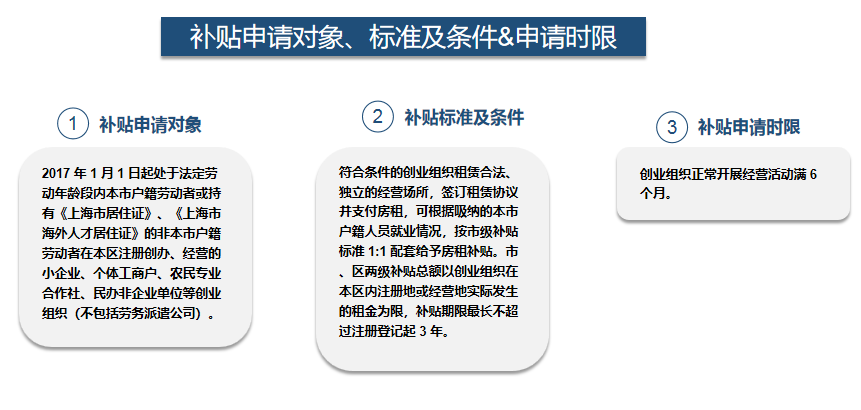 补贴申请对象、标准及条件&申请时限
1 补贴申请对象
2017 年 1 月 1 日起处于法定劳
动年龄段内本市户籍劳动者或持
有《上海市居住证》、《上海市
海外人才居住证》的非本市户籍
劳动者在本区注册创办、经营的
小企业、个体工商户、农民专业
合作社、民办非企业单位等创业
组织（不包括劳务派遣公司）。
2 补贴标准及条件
符合条件的创业组织租赁合法、
独立的经营场所，签订租赁协议
并支付房租，可根据吸纳的本市
户籍人员就业情况，按市级补贴
标准 1:1 配套给予房租补贴。市
、区两级补贴总额以创业组织在
本区内注册地或经营地实际发生
的租金为限，补贴期限最长不超
过注册登记起 3 年。
3 补贴申请时限
创业组织正常开展经营活动满 6
个月。